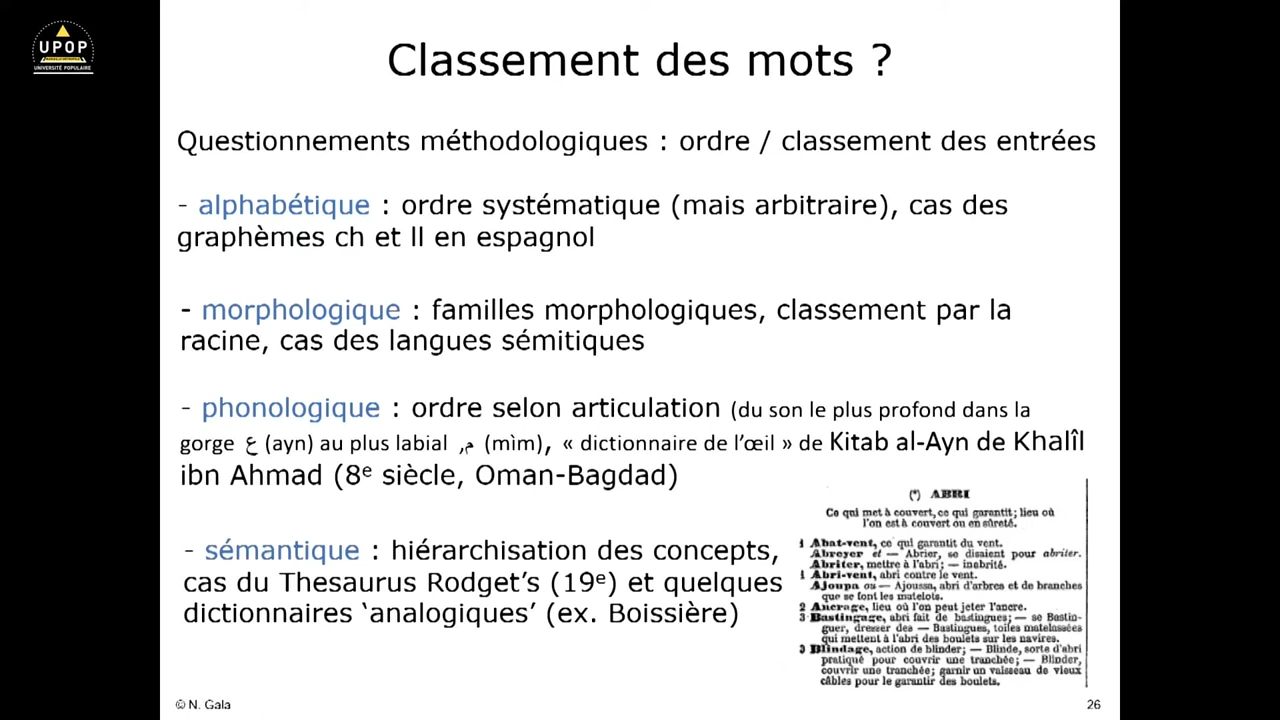 UPOP
UNIVERSITÉ POPULAIRE
Classement des mots ?
Questionnements méthodologiques : ordre / classement des entrées
- alphabétique : ordre systématique (mais arbitraire), cas des
graphèmes ch et ll en espagnol
- morphologique : familles morphologiques, classement par la
racine, cas des langues sémitiques
- phonologique : ordre selon articulation (du son le plus profond dans la
gorge ع (ayn) au plus labial م, (mìm), « dictionnaire de l’œil » de Kitab al-Ayn de Khalîl
ibn Ahmad (8e siècle, Oman-Bagdad)
- sémantique : hiérarchisation des concepts,
cas du Thesaurus Rodget’s (19e) et quelques
dictionnaires ‘analogiques’ (ex. Boissière)
(*) ABRI
Ce qui met à couvert, ce qui garantit; lieu où
l'on est à couvert ou en sûreté.
1 Abat-vent, ce qui garantit du vent.
Abreyer et — Abrier, se disaient pour abriter.
Abriter, mettre à l'abri; — inabrité.
1 Abri-vent, abri contre le vent.
Ajoupa ou — Ajoussa, abri d'arbres et de branches
que se font les matelots.
2 Ancrage, lieu où l'on peut jeter l'ancre.
3 Bastingage, abri fait de bastingues; — se Bastin-
guer, dresser des — Bastingues, toiles matelassées
qui mettent à l'abri des boulets sur les navires.
3 Blindage, action de blinder; — Blinde, sorte d'abri
pratiqué pour couvrir une tranchée; — Blinder,
couvrir une tranchée; garnir un vaisseau de vieux
câbles pour le garantir des boulets.
© N. Gala
26